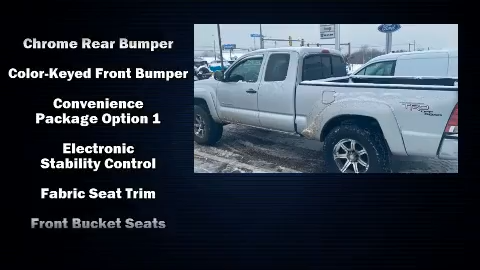 Chrome Rear Bumper
Color-Keyed Front Bumper
Convenience
Package Option 1
Electronic
Stability Control
Fabric Seat Trim
Front Bucket Seats
TRD
Ford